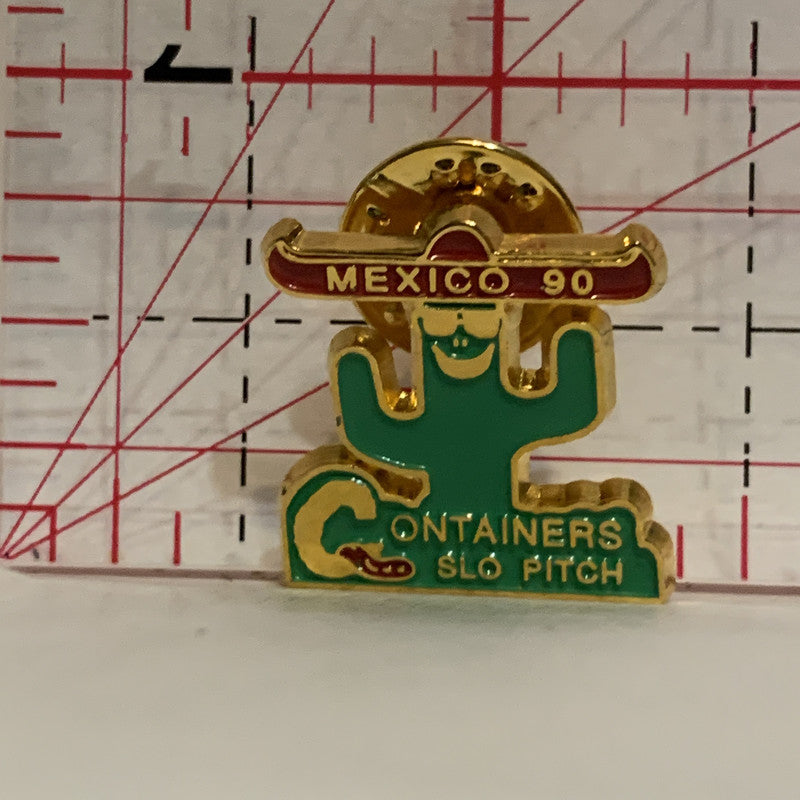 MEXICO 90
CONTAINERS
SLO PITCH